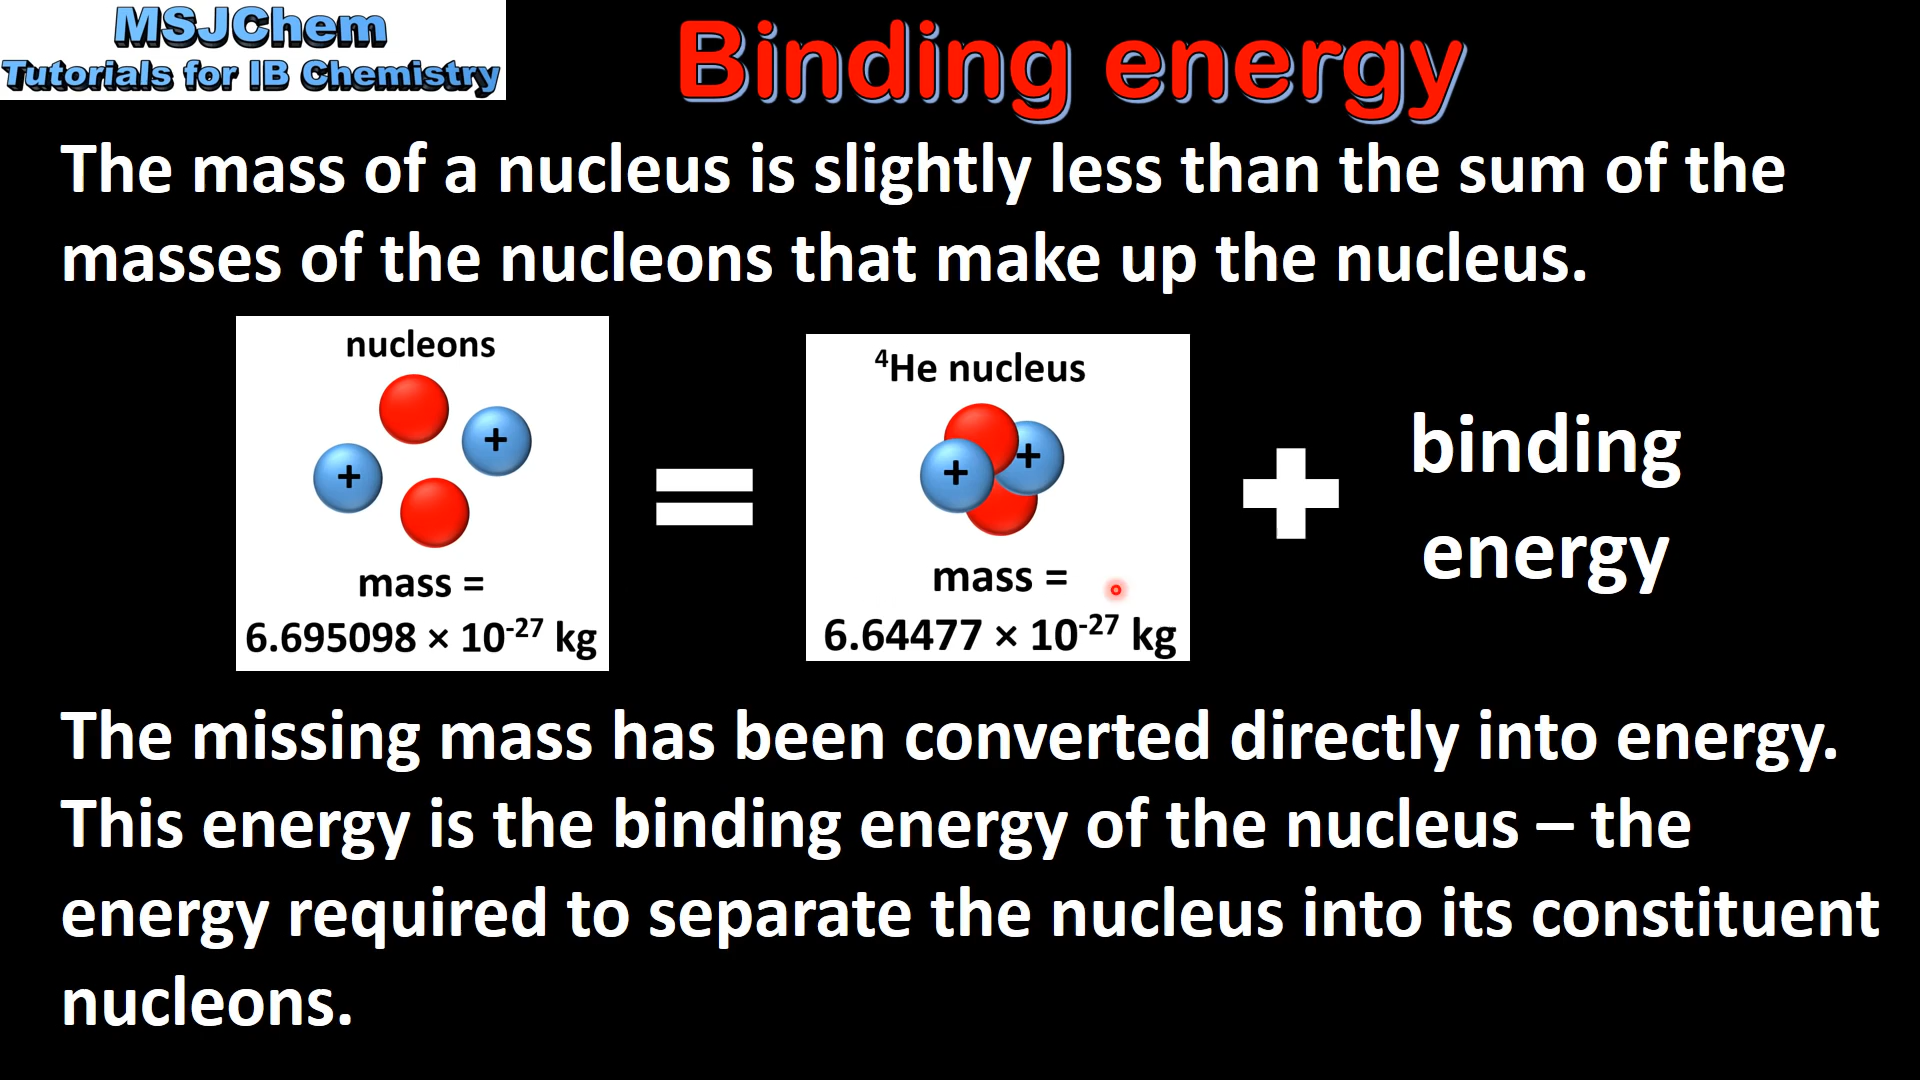 MSJChem
Tutorials for IB Chemistry
Binding energy
The mass of a nucleus is slightly less than the sum of the
masses of the nucleons that make up the nucleus.
nucleons
+
+
mass =
6.695098 × 10⁻²⁷ kg
=
⁴He nucleus
+
+
mass =
6.64477 × 10⁻²⁷ kg
+
binding
energy
The missing mass has been converted directly into energy.
This energy is the binding energy of the nucleus – the
energy required to separate the nucleus into its constituent
nucleons.